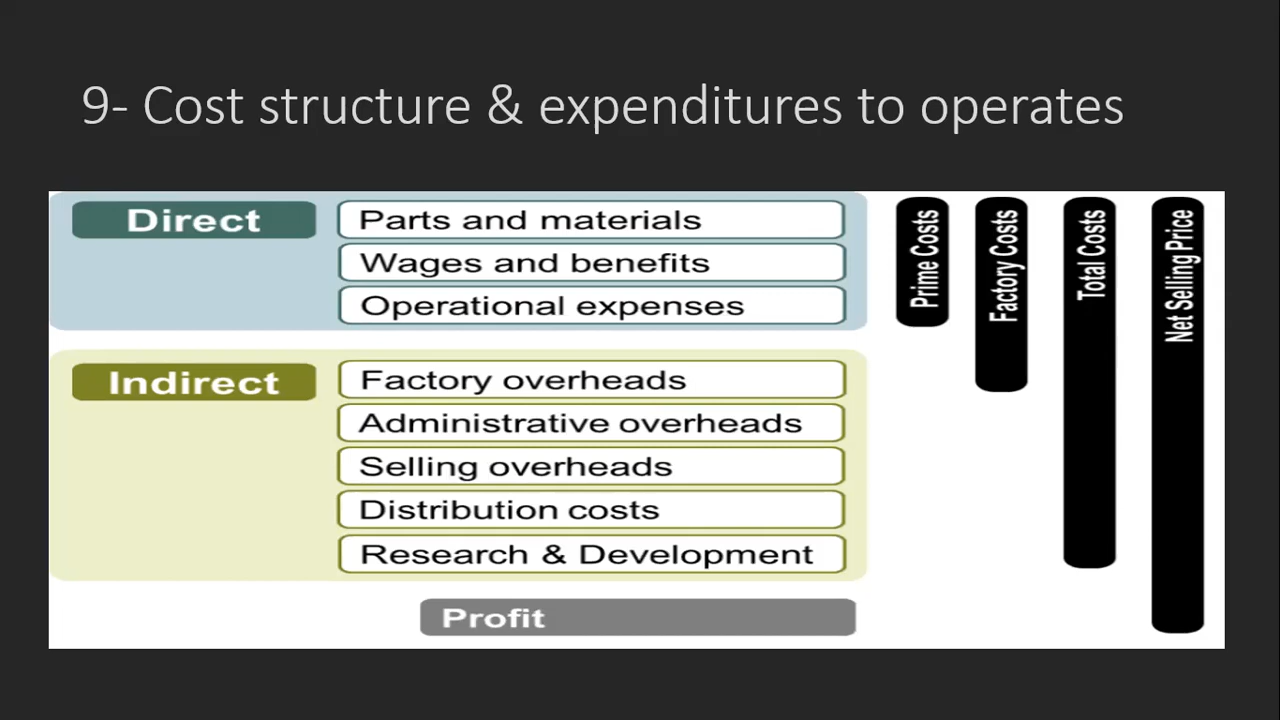 9- Cost structure & expenditures to operates
Direct
Parts and materials
Wages and benefits
Operational expenses
Indirect
Factory overheads
Administrative overheads
Selling overheads
Distribution costs
Research & Development
Profit
Prime Costs
Factory Costs
Total Costs
Net Selling Price